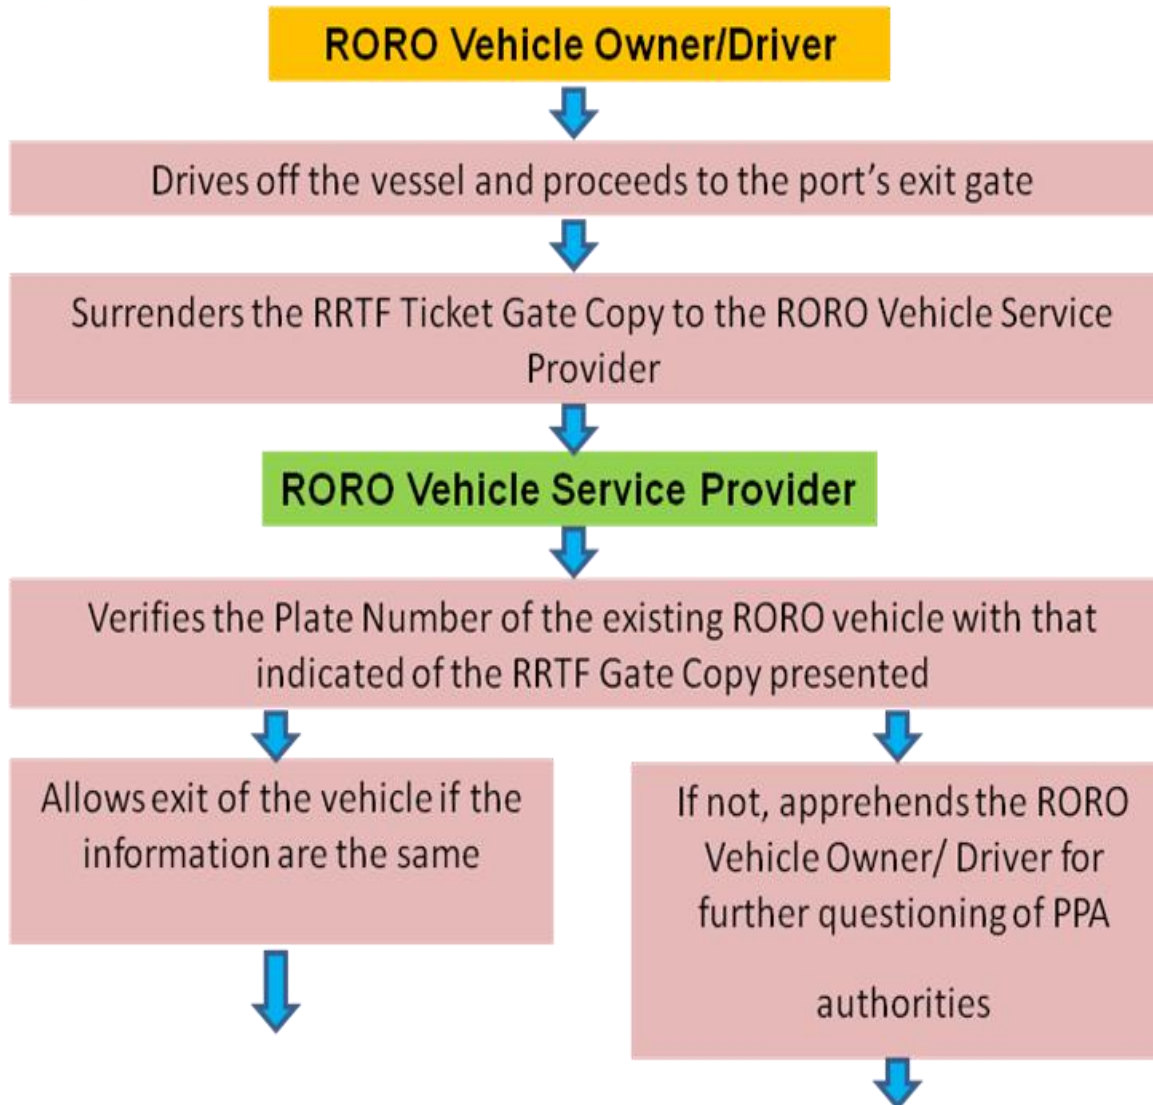 RORO Vehicle Owner/Driver
Drives off the vessel and proceeds to the port’s exit gate
Surrenders the RRTF Ticket Gate Copy to the RORO Vehicle Service
Provider
RORO Vehicle Service Provider
Verifies the Plate Number of the existing RORO vehicle with that
indicated of the RRTF Gate Copy presented
Allows exit of the vehicle if the
information are the same
If not, apprehends the RORO
Vehicle Owner/ Driver for
further questioning of PPA
authorities